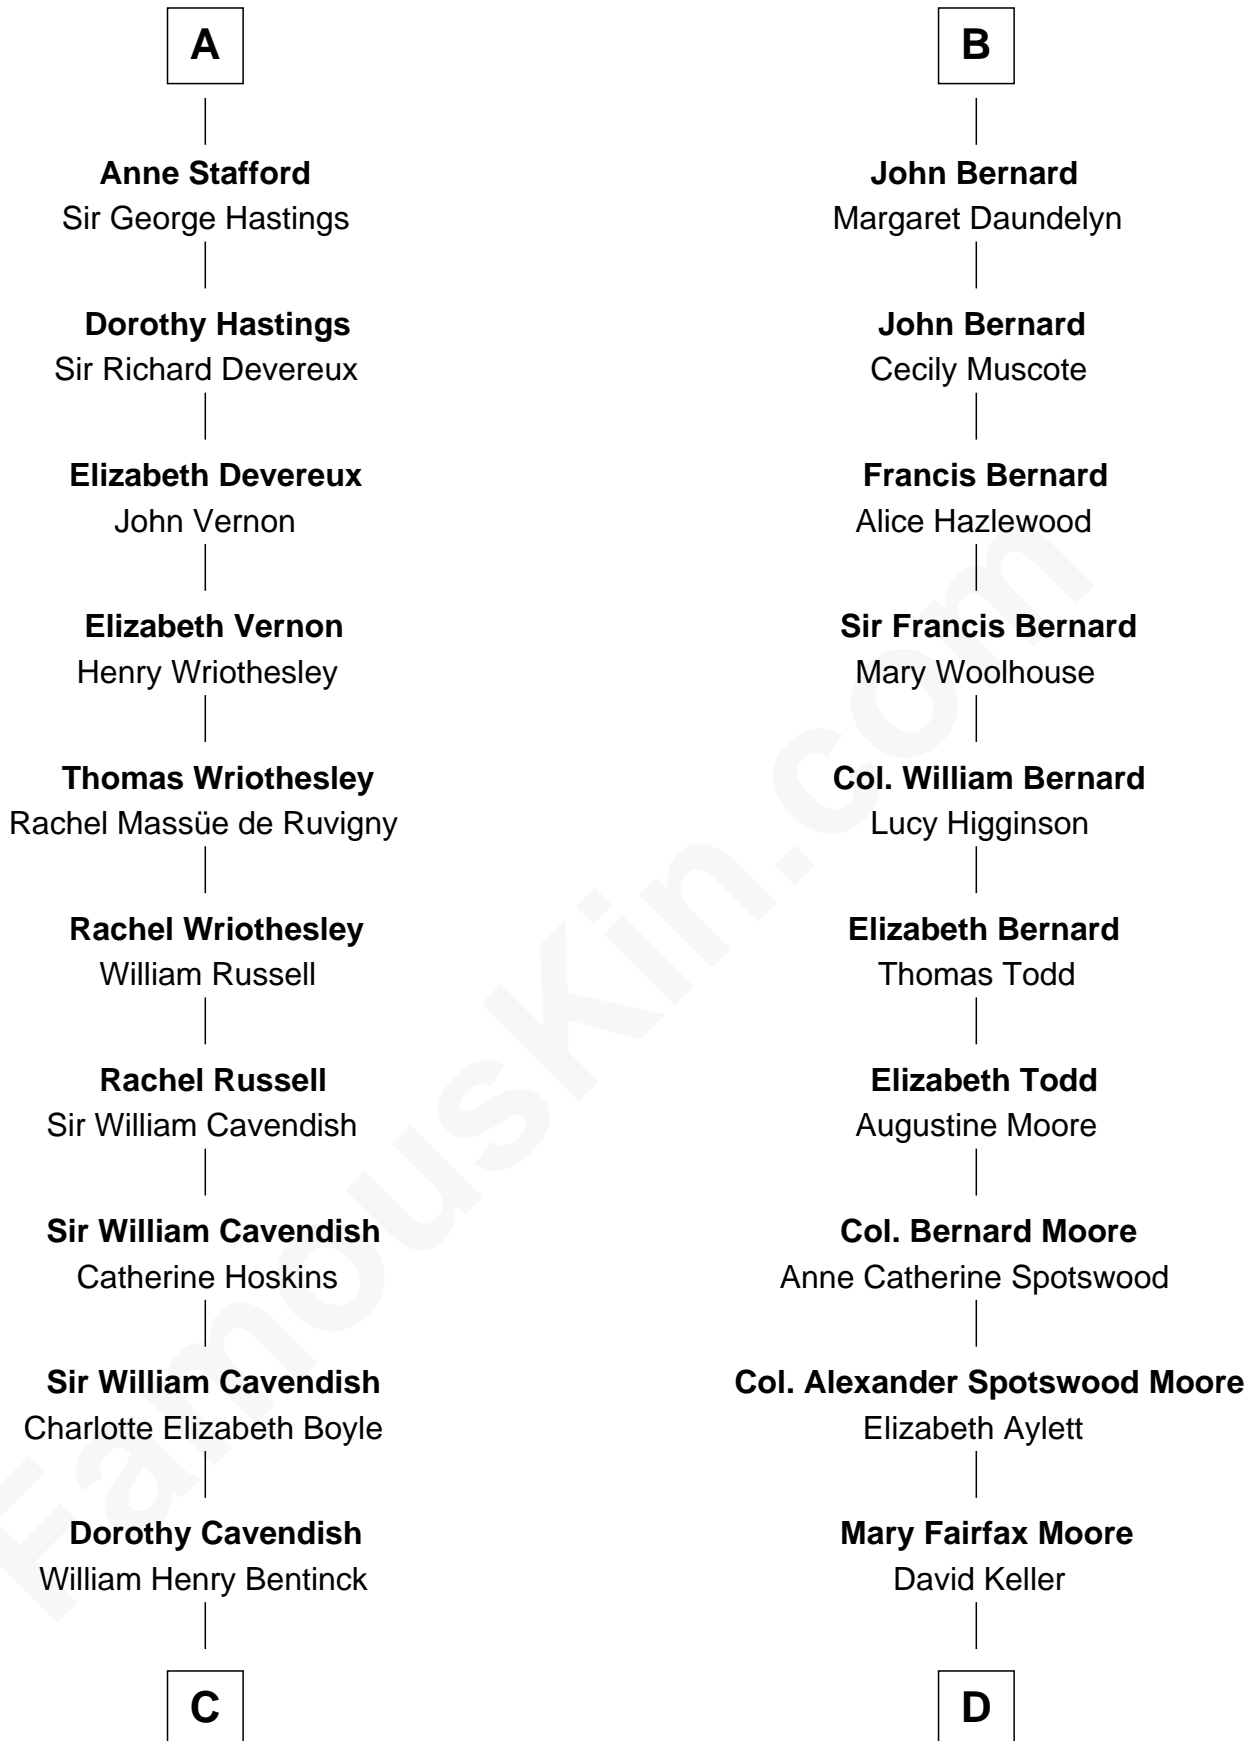 A
Anne Stafford
Sir George Hastings
Dorothy Hastings
Sir Richard Devereux
Elizabeth Devereux
John Vernon
Elizabeth Vernon
Henry Wriothesley
Thomas Wriothesley
Rachel Massüe de Ruvigny
Rachel Wriothesley
William Russell
Rachel Russell
Sir William Cavendish
Sir William Cavendish
Catherine Hoskins
Sir William Cavendish
Charlotte Elizabeth Boyle
Dorothy Cavendish
William Henry Bentinck
C
B
John Bernard
Margaret Daundelyn
John Bernard
Cecily Muscote
Francis Bernard
Alice Hazlewood
Sir Francis Bernard
Mary Woolhouse
Col. William Bernard
Lucy Higginson
Elizabeth Bernard
Thomas Todd
Elizabeth Todd
Augustine Moore
Col. Bernard Moore
Anne Catherine Spotswood
Col. Alexander Spotswood Moore
Elizabeth Aylett
Mary Fairfax Moore
David Keller
D
FamousKin.com